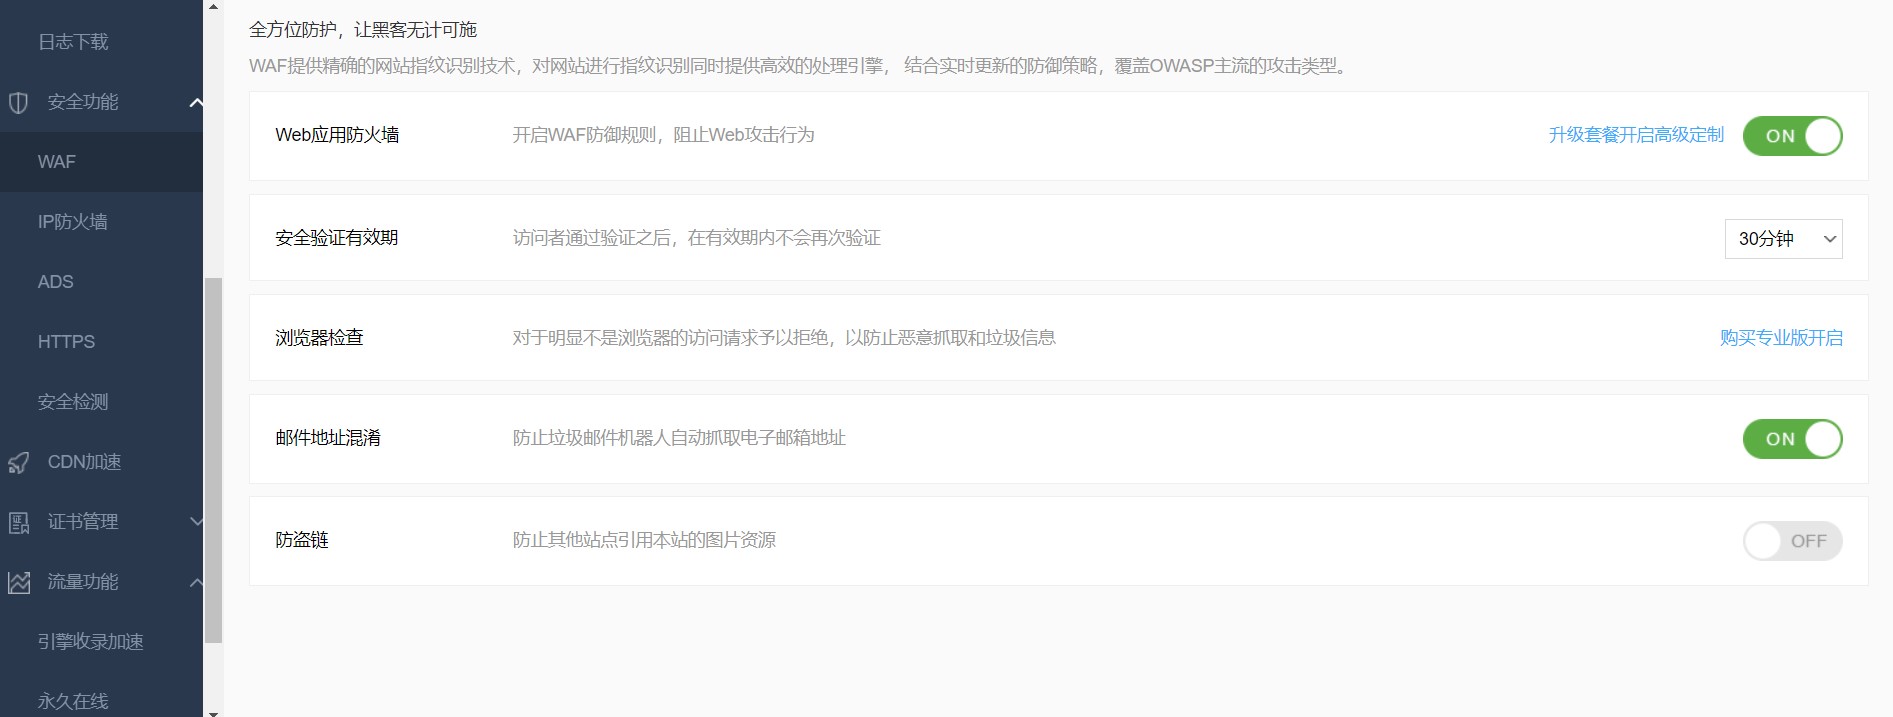 日志下载
安全功能
WAF
IP防火墙
ADS
HTTPS
安全检测
CDN加速
证书管理
流量功能
引擎收录加速
永久在线
全方位防护，让黑客无计可施
WAF提供精确的网站指纹识别技术，对网站进行指纹识别同时提供高效的处理引擎， 结合实时更新的防御策略，覆盖OWASP主流的攻击类型。
Web应用防火墙 开启WAF防御规则，阻止Web攻击行为 升级套餐开启高级定制 ON
安全验证有效期 访问者通过验证之后，在有效期内不会再次验证 30分钟
浏览器检查 对于明显不是浏览器的访问请求予以拒绝，以防止恶意抓取和垃圾信息 购买专业版开启
邮件地址混淆 防止垃圾邮件机器人自动抓取电子邮箱地址 ON
防盗链 防止其他站点引用本站的图片资源 OFF